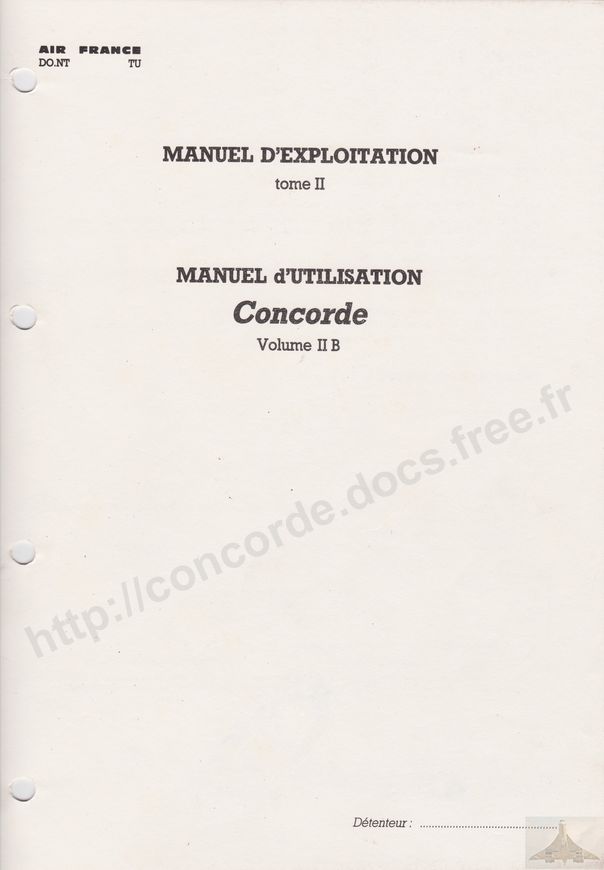 AIR FRANCE
DO.NT TU
MANUEL D'EXPLOITATION
tome II
MANUEL d'UTILISATION
Concorde
Volume II B
http://concorde.docs.free.fr
Détenteur : ........................................